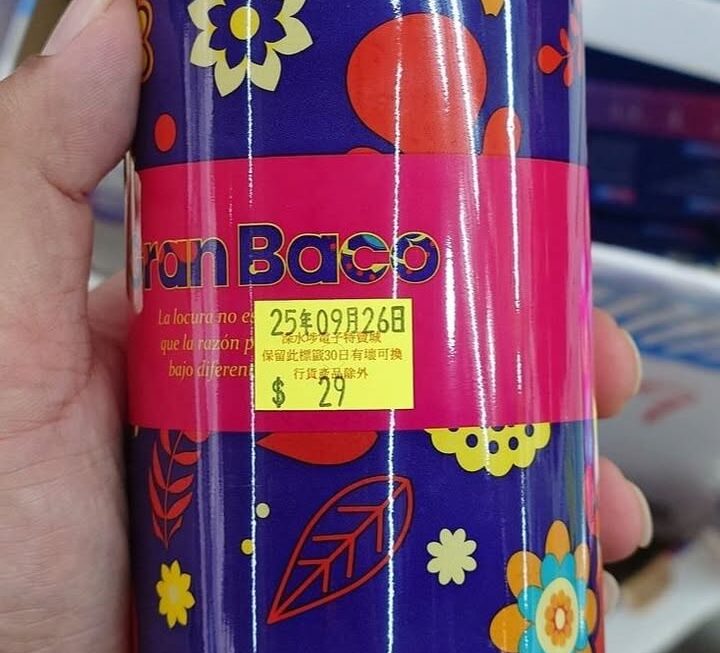 Gran Baco
La locura no es
que la razón p
bajo diferen
25年09月26日
深水埗電子特賣城
保留此標籤30日有壞可換
行貨產品除外
$ 29